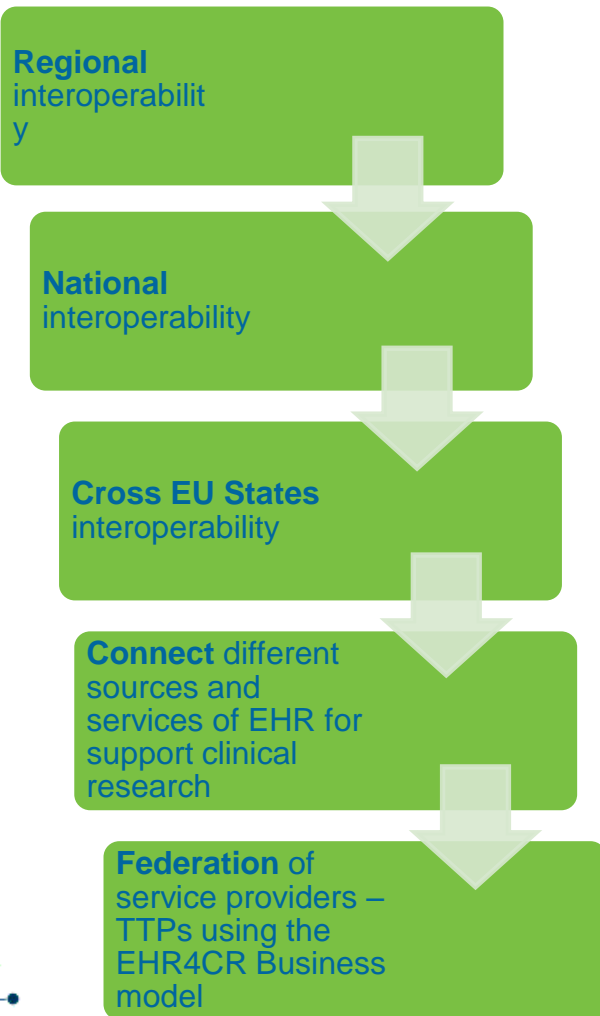 Regional
interoperabilit
y
National
interoperability
Cross EU States
interoperability
Connect different
sources and
services of EHR for
support clinical
research
Federation of
service providers –
TTPs using the
EHR4CR Business
model